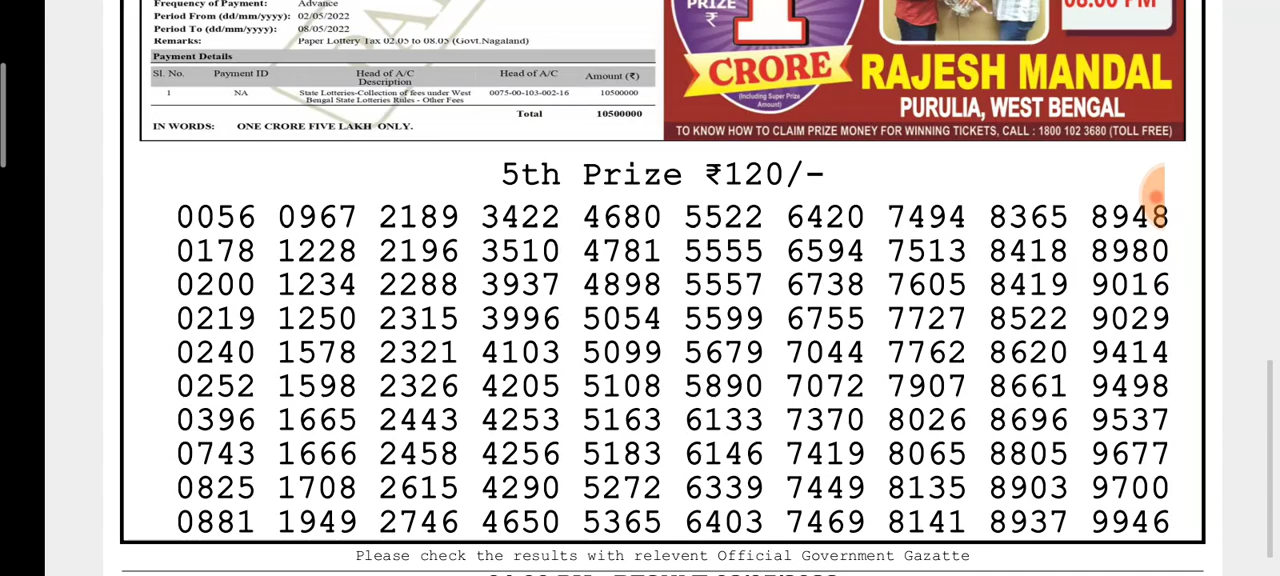 Frequency of Payment: Advance
Period From (dd/mm/yyyy): 02/05/2022
Period To (dd/mm/yyyy): 08/05/2022
Remarks: Paper Lottery Tax 02.05 to 08.05 (Govt.Nagaland)
Payment Details
Sl. No. Payment ID Head of A/C Description Head of A/C Amount (₹)
1 NA State Lotteries-Collection of fees under West Bengal State Lotteries Rules - Other Fees 0075-00-103-002-16 10500000
Total 10500000
IN WORDS: ONE CRORE FIVE LAKH ONLY.
PRIZE
₹ 1
CRORE
(Including Super Prize Amount)
08:00 PM
RAJESH MANDAL
PURULIA, WEST BENGAL
TO KNOW HOW TO CLAIM PRIZE MONEY FOR WINNING TICKETS, CALL : 1800 102 3680 (TOLL FREE)
5th Prize ₹120/-
0056 0967 2189 3422 4680 5522 6420 7494 8365 8948
0178 1228 2196 3510 4781 5555 6594 7513 8418 8980
0200 1234 2288 3937 4898 5557 6738 7605 8419 9016
0219 1250 2315 3996 5054 5599 6755 7727 8522 9029
0240 1578 2321 4103 5099 5679 7044 7762 8620 9414
0252 1598 2326 4205 5108 5890 7072 7907 8661 9498
0396 1665 2443 4253 5163 6133 7370 8026 8696 9537
0743 1666 2458 4256 5183 6146 7419 8065 8805 9677
0825 1708 2615 4290 5272 6339 7449 8135 8903 9700
0881 1949 2746 4650 5365 6403 7469 8141 8937 9946
Please check the results with relevent Official Government Gazatte